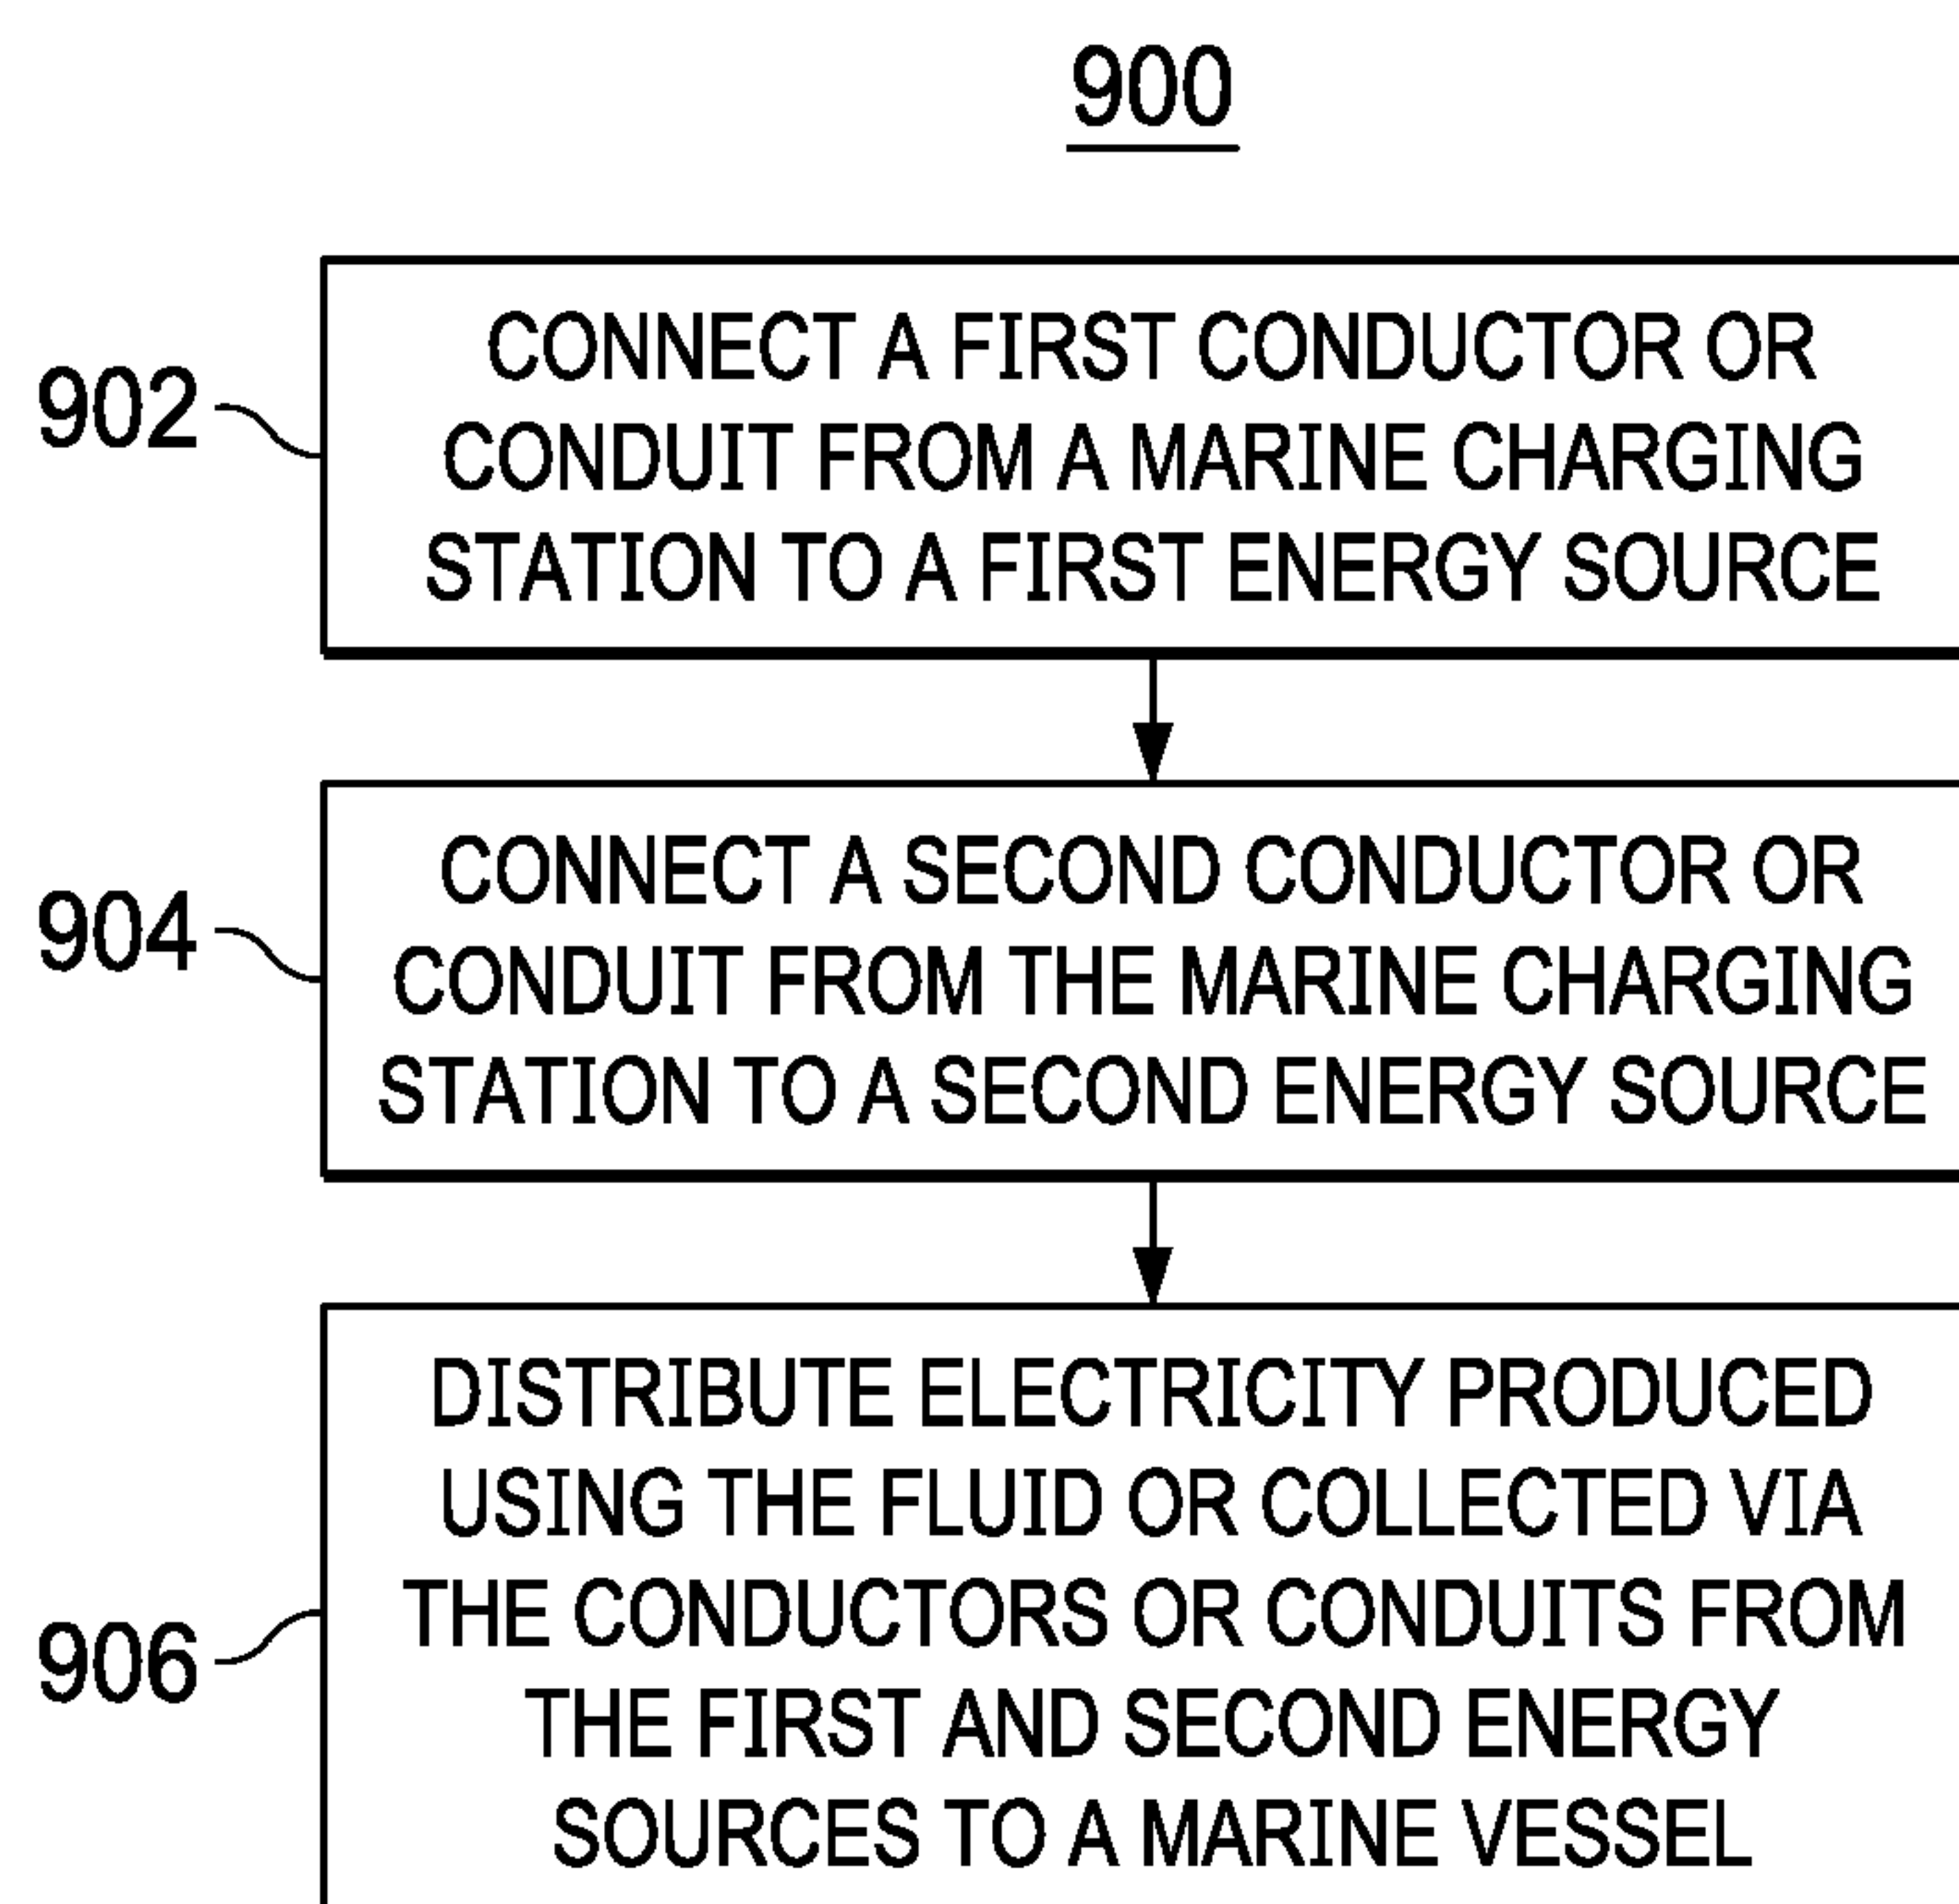 900
902
CONNECT A FIRST CONDUCTOR OR
CONDUIT FROM A MARINE CHARGING
STATION TO A FIRST ENERGY SOURCE
904
CONNECT A SECOND CONDUCTOR OR
CONDUIT FROM THE MARINE CHARGING
STATION TO A SECOND ENERGY SOURCE
906
DISTRIBUTE ELECTRICITY PRODUCED
USING THE FLUID OR COLLECTED VIA
THE CONDUCTORS OR CONDUITS FROM
THE FIRST AND SECOND ENERGY
SOURCES TO A MARINE VESSEL